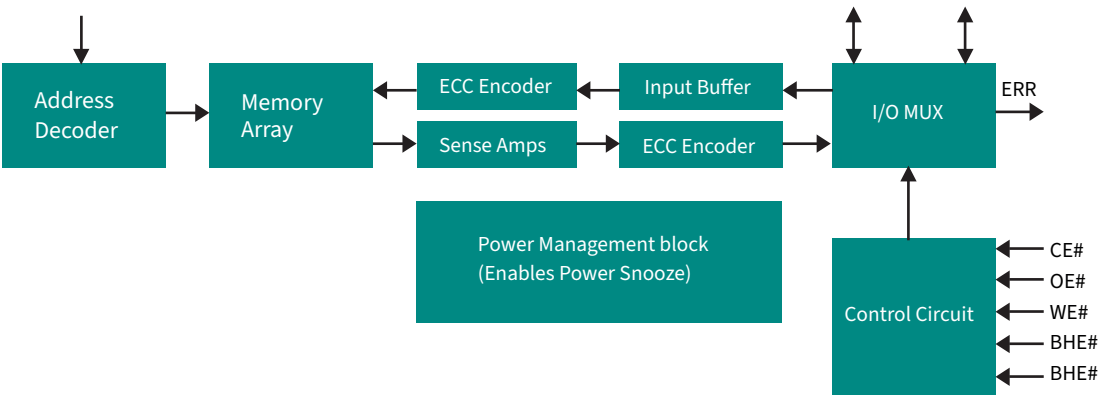 Address
Decoder
Memory
Array
ECC Encoder
Input Buffer
Sense Amps
ECC Encoder
I/O MUX
ERR
Power Management block
(Enables Power Snooze)
Control Circuit
CE#
OE#
WE#
BHE#
BHE#